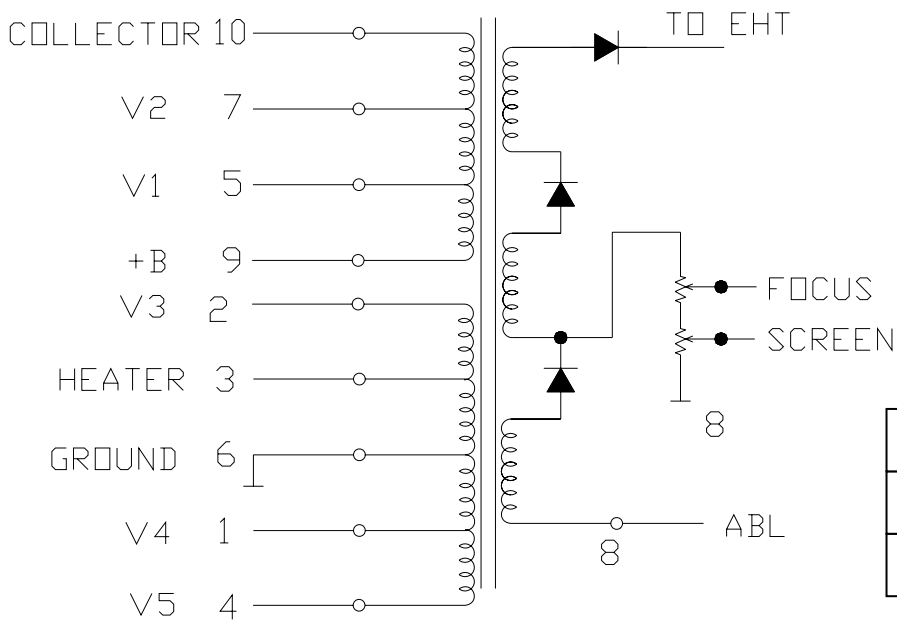 COLLECTOR 10
TO EHT
V2 7
V1 5
+B 9
V3 2
FOCUS
SCREEN
HEATER 3
8
GROUND 6
V4 1
ABL
8
V5 4